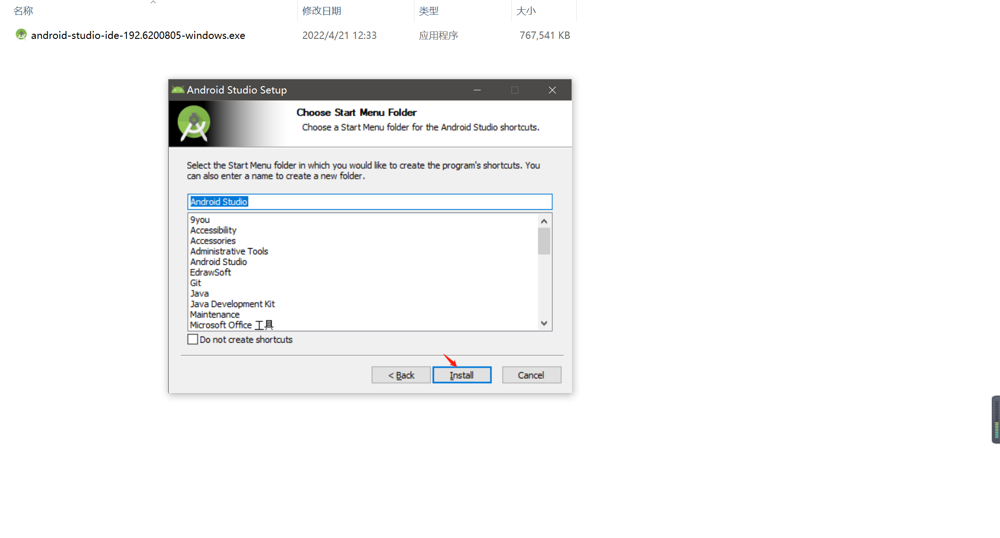 名称 修改日期 类型 大小
android-studio-ide-192.6200805-windows.exe 2022/4/21 12:33 应用程序 767,541 KB
Android Studio Setup
Choose Start Menu Folder
Choose a Start Menu folder for the Android Studio shortcuts.
Select the Start Menu folder in which you would like to create the program's shortcuts. You
can also enter a name to create a new folder.
Android Studio
9you
Accessibility
Accessories
Administrative Tools
Android Studio
EdrawSoft
Git
Java
Java Development Kit
Maintenance
Microsoft Office 工具
Do not create shortcuts
< Back Install Cancel